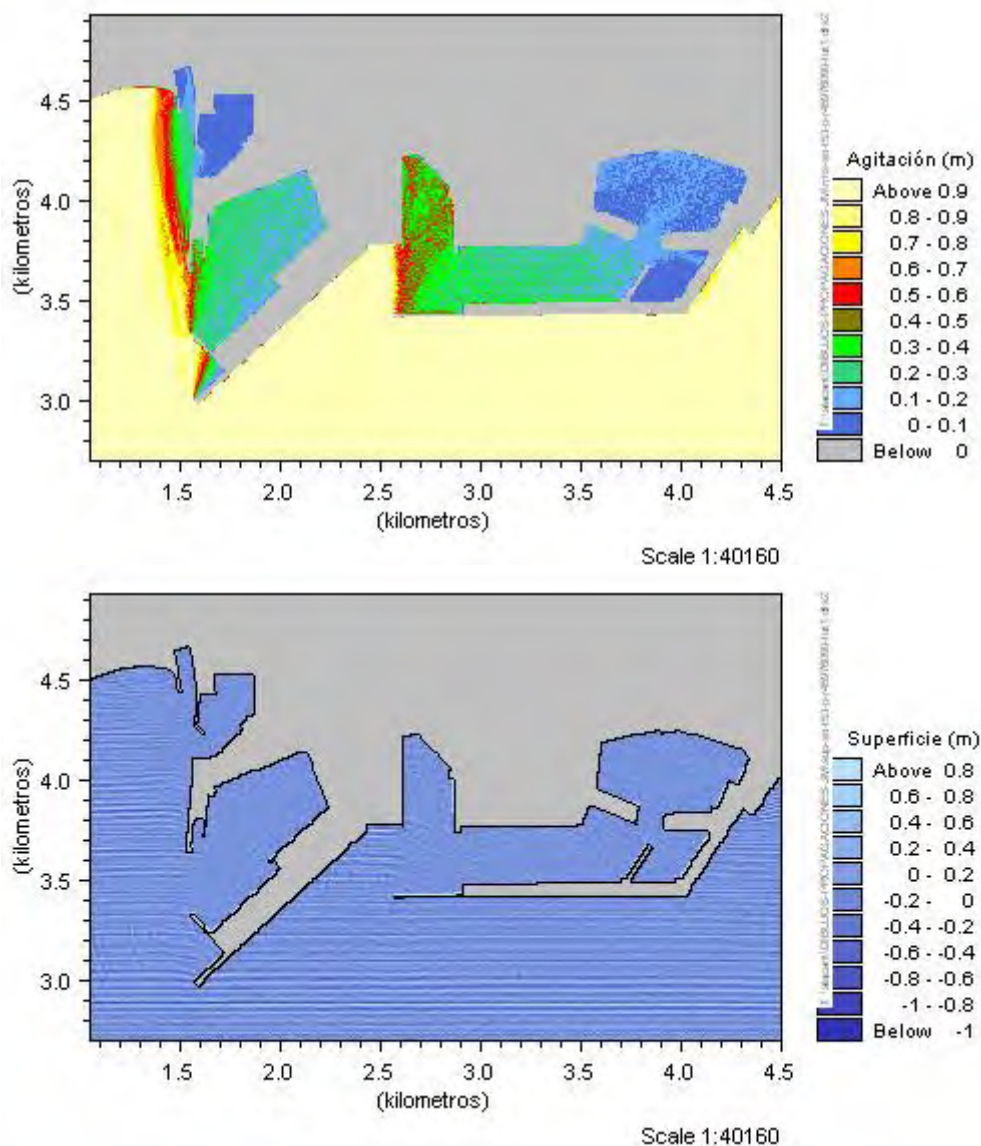 4.5
4.0
3.5
3.0
(kilometros)
1.5 2.0 2.5 3.0 3.5 4.0 4.5
(kilometros)
Scale 1:40160
Agitación (m)
Above 0.9
0.8 - 0.9
0.7 - 0.8
0.6 - 0.7
0.5 - 0.6
0.4 - 0.5
0.3 - 0.4
0.2 - 0.3
0.1 - 0.2
0 - 0.1
Below 0
4.5
4.0
3.5
3.0
(kilometros)
1.5 2.0 2.5 3.0 3.5 4.0 4.5
(kilometros)
Scale 1:40160
Superficie (m)
Above 0.8
0.6 - 0.8
0.4 - 0.6
0.2 - 0.4
0 - 0.2
-0.2 - 0
-0.4 - -0.2
-0.6 - -0.4
-0.8 - -0.6
-1 - -0.8
Below -1